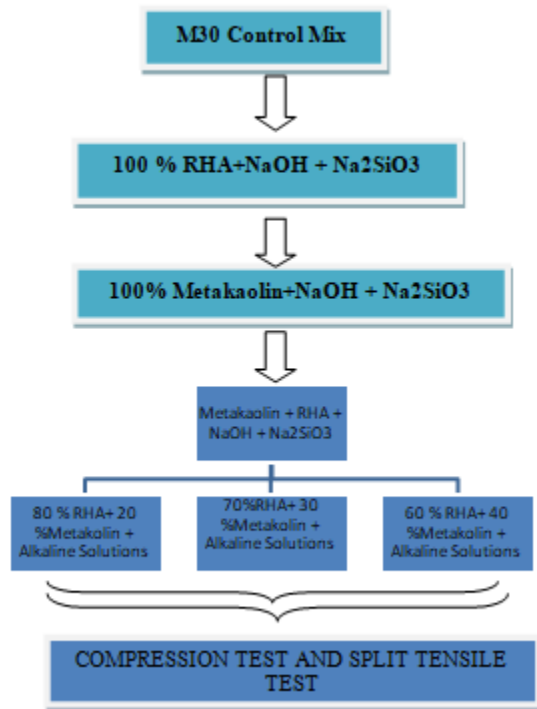 M30 Control Mix
100 % RHA+NaOH + Na2SiO3
100% Metakaolin+NaOH + Na2SiO3
Metakaolin + RHA +
NaOH + Na2SiO3
80 % RHA+ 20
%Metakolin +
Alkaline Solutions
70%RHA+ 30
%Metakolin +
Alkaline Solutions
60 % RHA+ 40
%Metakolin +
Alkaline Solutions
COMPRESSION TEST AND SPLIT TENSILE
TEST